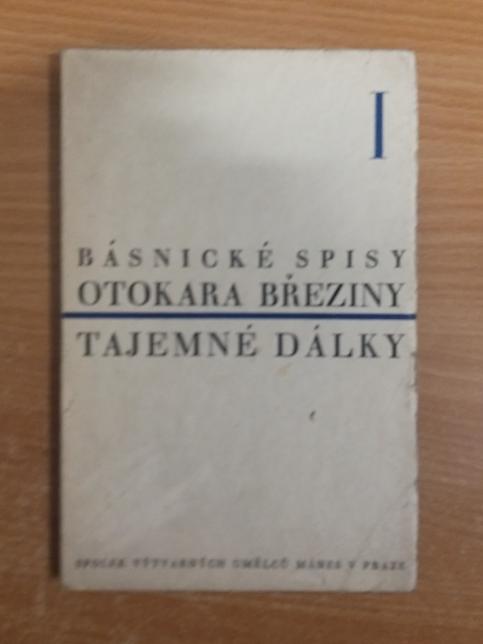 I
BÁSNICKÉ SPISY
OTOKARA BŘEZINY
TAJEMNÉ DÁLKY
SPOLEK VÝTVARNÝCH UMĚLCŮ MÁNES V PRAZE